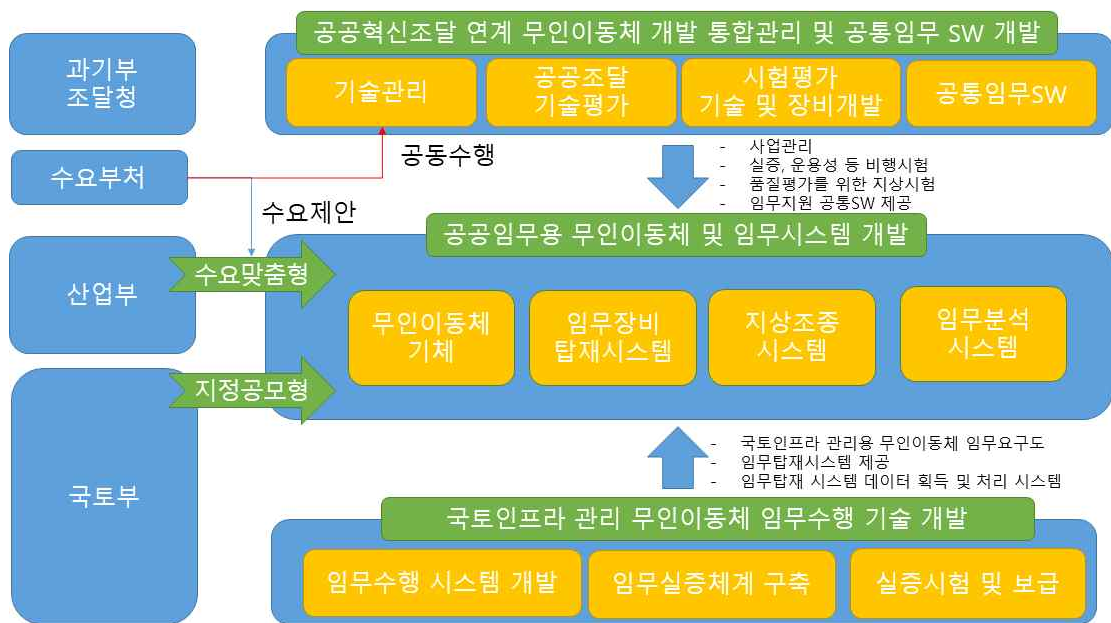 공공혁신조달 연계 무인이동체 개발 통합관리 및 공통임무 SW 개발
과기부
조달청
기술관리
공공조달
기술평가
시험평가
기술 및 장비개발
공통임무SW
수요부처
공동수행
- 사업관리
- 실증, 운용성 등 비행시험
- 품질평가를 위한 지상시험
- 임무지원 공통SW 제공
수요제안
공공임무용 무인이동체 및 임무시스템 개발
산업부
수요맞춤형
무인이동체
기체
임무장비
탑재시스템
지상조종
시스템
임무분석
시스템
지정공모형
국토부
- 국토인프라 관리용 무인이동체 임무요구도
- 임무탑재시스템 제공
- 임무탑재 시스템 데이터 획득 및 처리 시스템
국토인프라 관리 무인이동체 임무수행 기술 개발
임무수행 시스템 개발
임무실증체계 구축
실증시험 및 보급